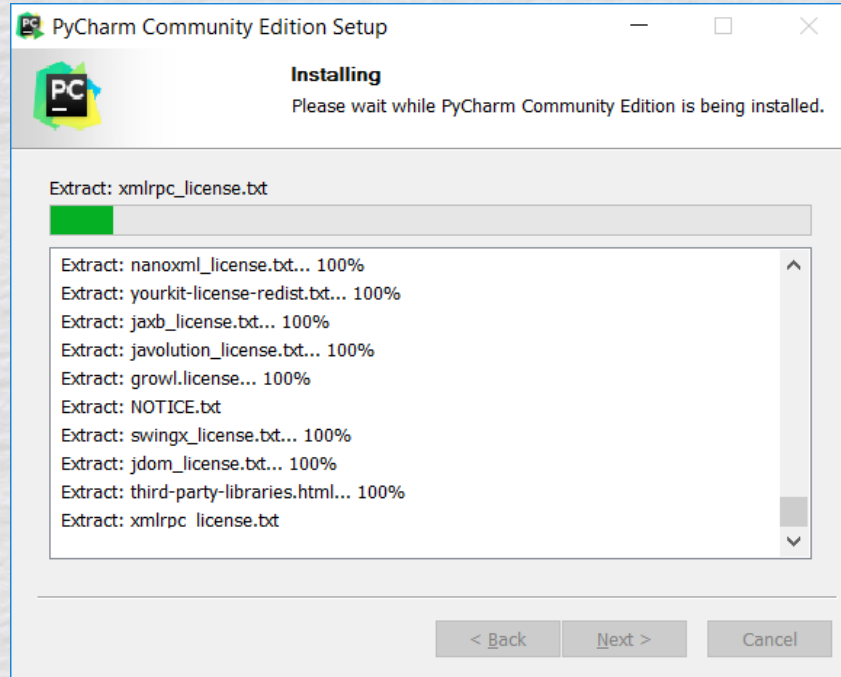 PyCharm Community Edition Setup
PC
Installing
Please wait while PyCharm Community Edition is being installed.
Extract: xmlrpc_license.txt
Extract: nanoxml_license.txt... 100%
Extract: yourkit-license-redist.txt... 100%
Extract: jaxb_license.txt... 100%
Extract: javolution_license.txt... 100%
Extract: growl.license... 100%
Extract: NOTICE.txt
Extract: swingx_license.txt... 100%
Extract: jdom_license.txt... 100%
Extract: third-party-libraries.html... 100%
Extract: xmlrpc_license.txt
< Back Next > Cancel